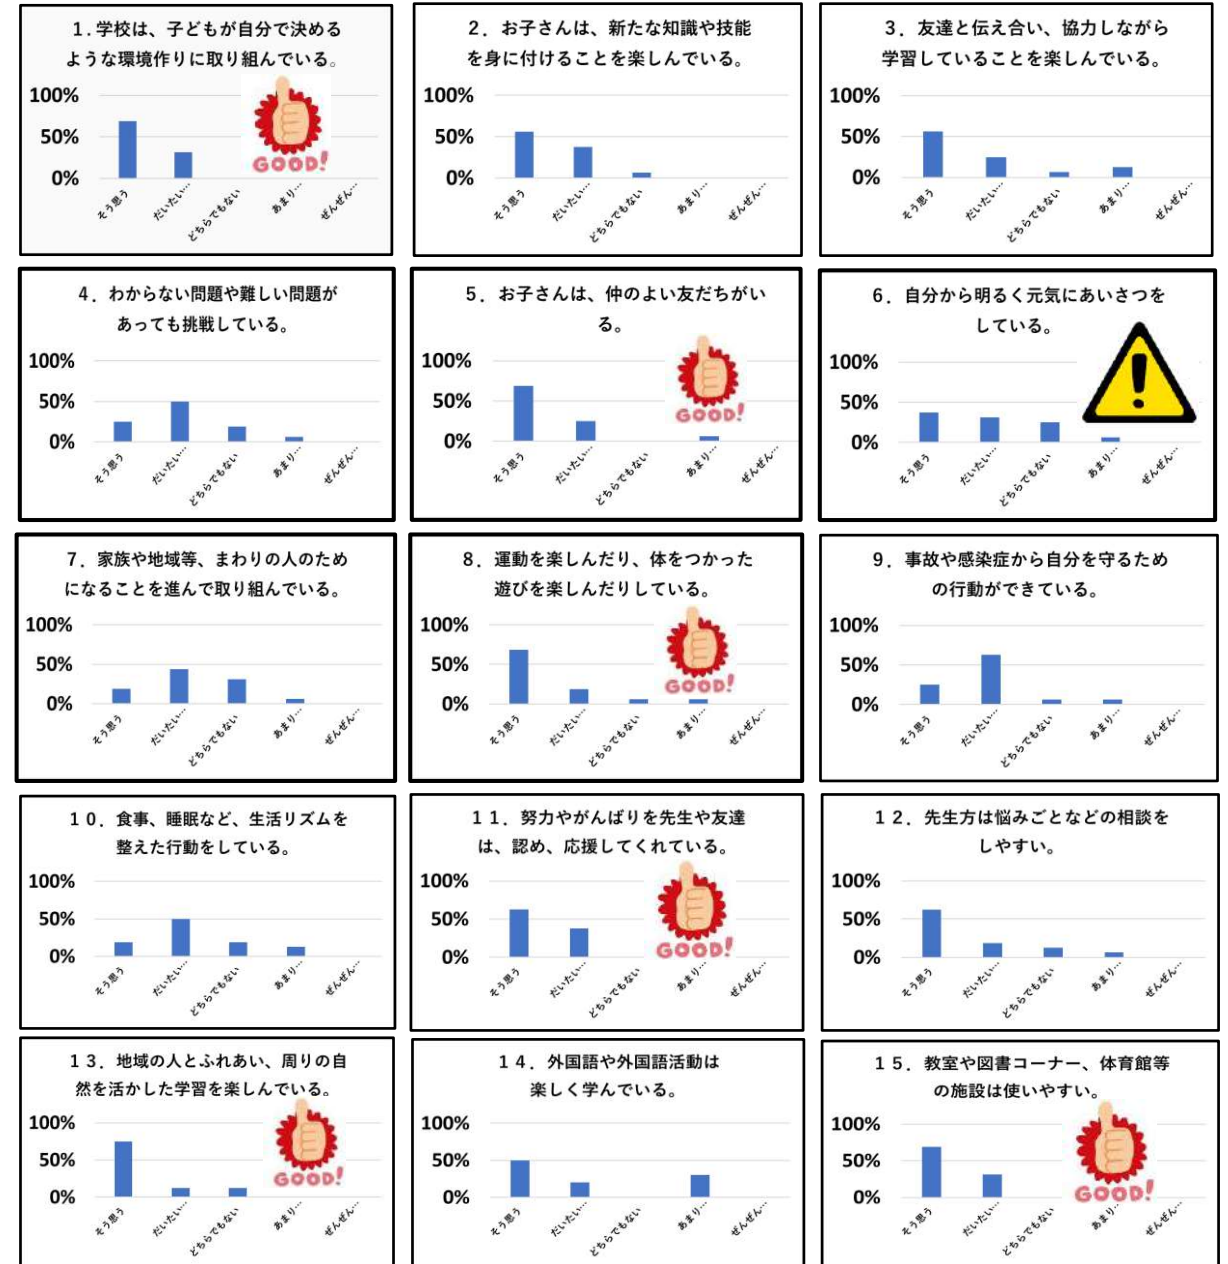 １.学校は、子どもが自分で決める
ような環境作りに取り組んでいる。
100%
50%
0%
そう思う
だいたい…
どちらでもない
あまり…
ぜんぜん…
GOOD!
２．お子さんは、新たな知識や技能
を身に付けることを楽しんでいる。
100%
50%
0%
そう思う
だいたい…
どちらでもない
あまり…
ぜんぜん…
３．友達と伝え合い、協力しながら
学習していることを楽しんでいる。
100%
50%
0%
そう思う
だいたい…
どちらでもない
あまり…
ぜんぜん…
４．わからない問題や難しい問題が
あっても挑戦している。
100%
50%
0%
そう思う
だいたい…
どちらでもない
あまり…
ぜんぜん…
５．お子さんは、仲のよい友だちがい
る。
100%
50%
0%
そう思う
だいたい…
どちらでもない
あまり…
ぜんぜん…
GOOD!
６．自分から明るく元気にあいさつを
している。
100%
50%
0%
そう思う
だいたい…
どちらでもない
あまり…
ぜんぜん…
!
７．家族や地域等、まわりの人のため
になることを進んで取り組んでいる。
100%
50%
0%
そう思う
だいたい…
どちらでもない
あまり…
ぜんぜん…
８．運動を楽しんだり、体をつかった
遊びを楽しんだりしている。
100%
50%
0%
そう思う
だいたい…
どちらでもない
あまり…
ぜんぜん…
GOOD!
９．事故や感染症から自分を守るため
の行動ができている。
100%
50%
0%
そう思う
だいたい…
どちらでもない
あまり…
ぜんぜん…
１０．食事、睡眠など、生活リズムを
整えた行動をしている。
100%
50%
0%
そう思う
だいたい…
どちらでもない
あまり…
ぜんぜん…
１１．努力やがんばりを先生や友達
は、認め、応援してくれている。
100%
50%
0%
そう思う
だいたい…
どちらでもない
あまり…
ぜんぜん…
GOOD!
１２．先生方は悩みごとなどの相談を
しやすい。
100%
50%
0%
そう思う
だいたい…
どちらでもない
あまり…
ぜんぜん…
１３．地域の人とふれあい、周りの自
然を活かした学習を楽しんでいる。
100%
50%
0%
そう思う
だいたい…
どちらでもない
あまり…
ぜんぜん…
GOOD!
１４．外国語や外国語活動は
楽しく学んでいる。
100%
50%
0%
そう思う
だいたい…
どちらでもない
あまり…
ぜんぜん…
１５．教室や図書コーナー、体育館等
の施設は使いやすい。
100%
50%
0%
そう思う
だいたい…
どちらでもない
あまり…
ぜんぜん…
GOOD!